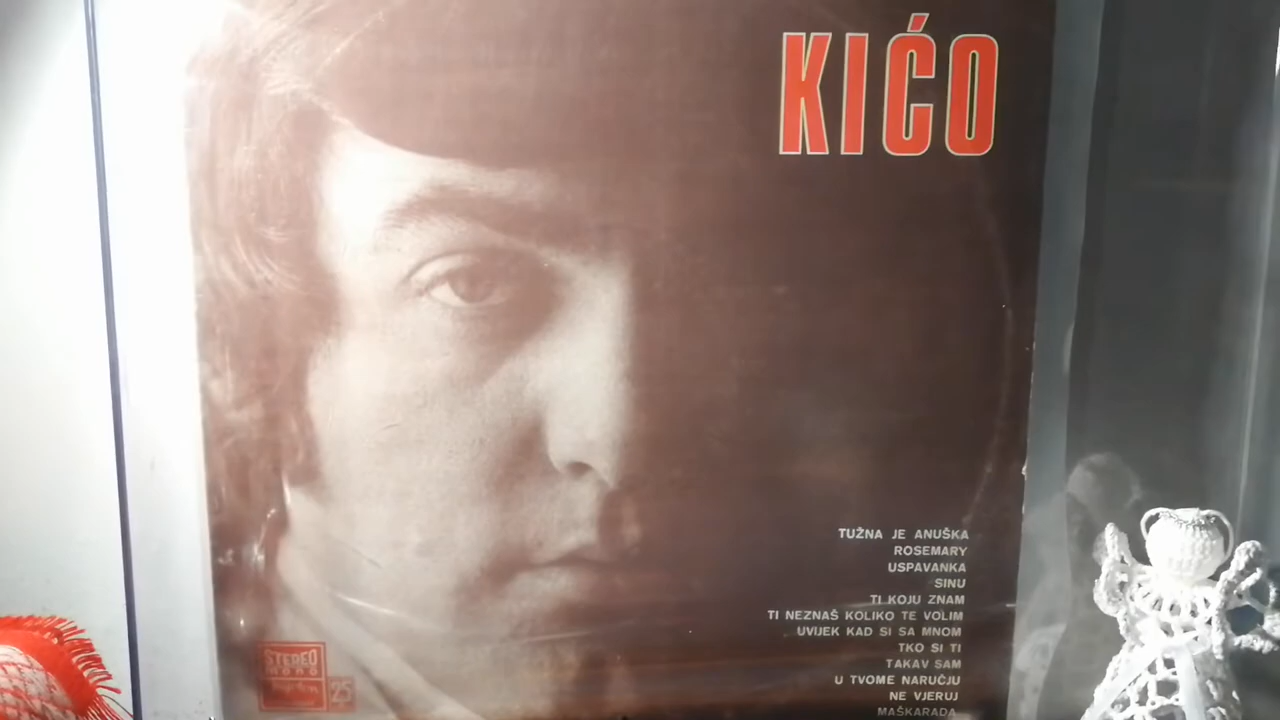 KIĆO
TUŽNA JE ANUŠKA
ROSEMARY
USPAVANKA
SINU
TI KOJU ZNAM
TI NEZNAŠ KOLIKO TE VOLIM
UVIJEK KAD SI SA MNOM
TKO SI TI
TAKAV SAM
U TVOME NARUČJU
NE VJERUJ
MAŠKARADA
STEREO
mono
25